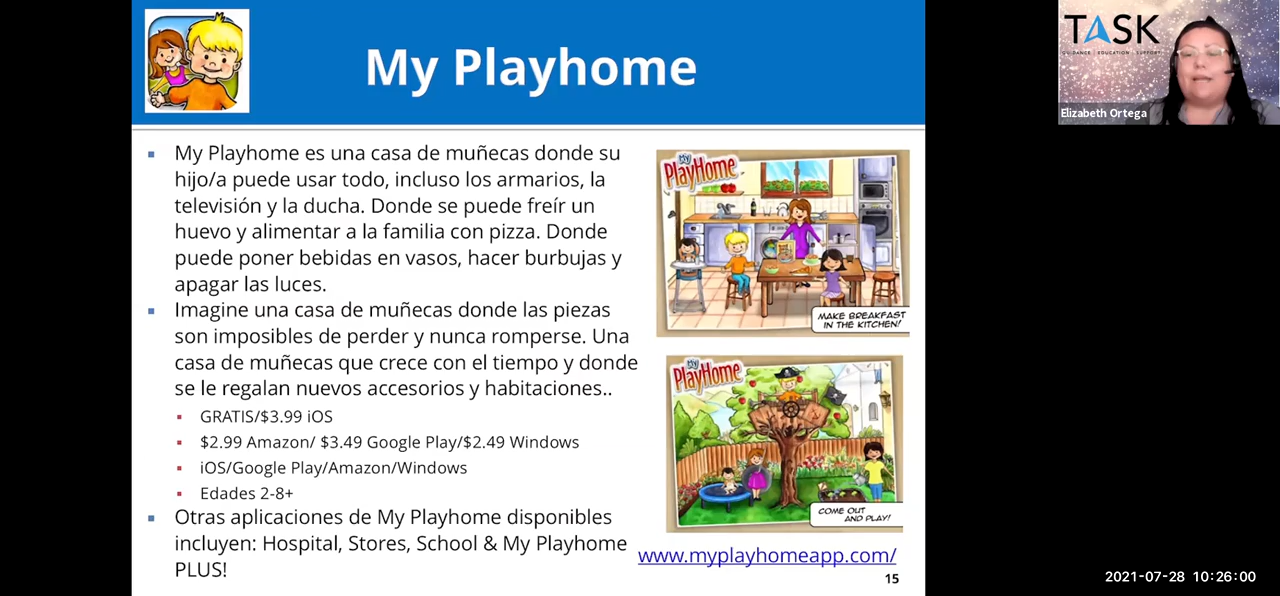 My Playhome
My Playhome es una casa de muñecas donde su
hijo/a puede usar todo, incluso los armarios, la
televisión y la ducha. Donde se puede freír un
huevo y alimentar a la familia con pizza. Donde
puede poner bebidas en vasos, hacer burbujas y
apagar las luces.
Imagine una casa de muñecas donde las piezas
son imposibles de perder y nunca romperse. Una
casa de muñecas que crece con el tiempo y donde
se le regalan nuevos accesorios y habitaciones..
GRATIS/$3.99 iOS
$2.99 Amazon/ $3.49 Google Play/$2.49 Windows
iOS/Google Play/Amazon/Windows
Edades 2-8+
Otras aplicaciones de My Playhome disponibles
incluyen: Hospital, Stores, School & My Playhome
PLUS!
My
PLAYHOME
MAKE BREAKFAST
IN THE KITCHEN!
My
PLAYHOME
COME OUT
AND PLAY!
www.myplayhomeapp.com/
15
TASK
GUIDANCE | EDUCATION | SUPPORT
Elizabeth Ortega
2021-07-28 10:26:00